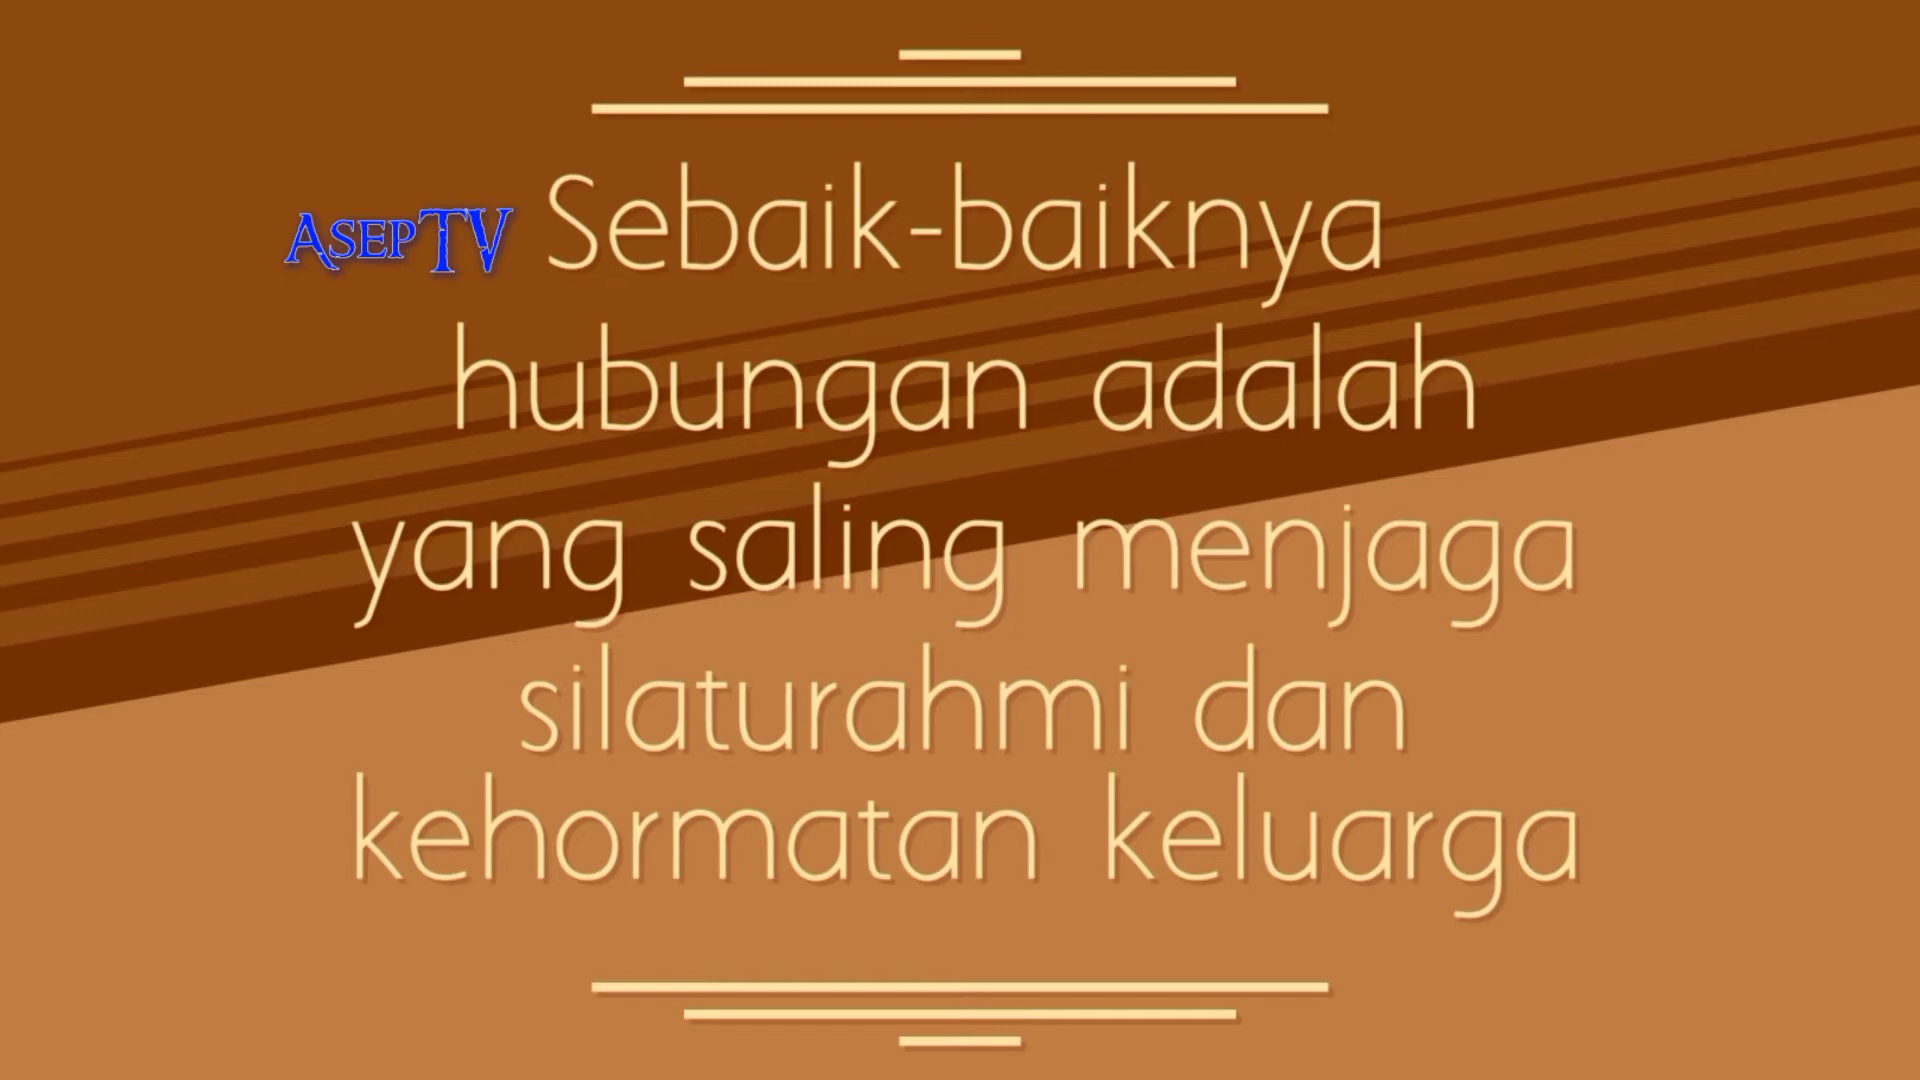 AsepTV
Sebaik-baiknya
hubungan adalah
yang saling menjaga
silaturahmi dan
kehormatan keluarga